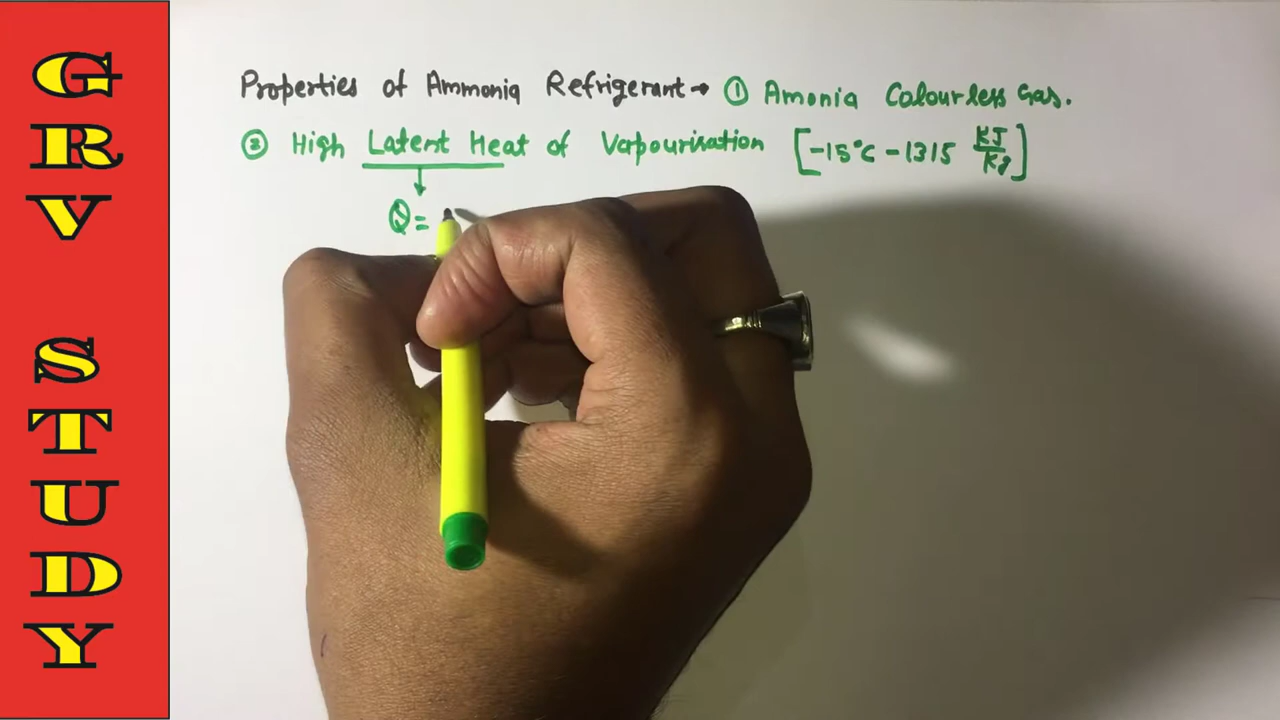 GRV STUDY
Properties of Ammonia Refrigerant → ① Amonia Colourless Gas.
② High Latent Heat of Vapourisation [-15°C - 1315 KJ/Kg]
Q =